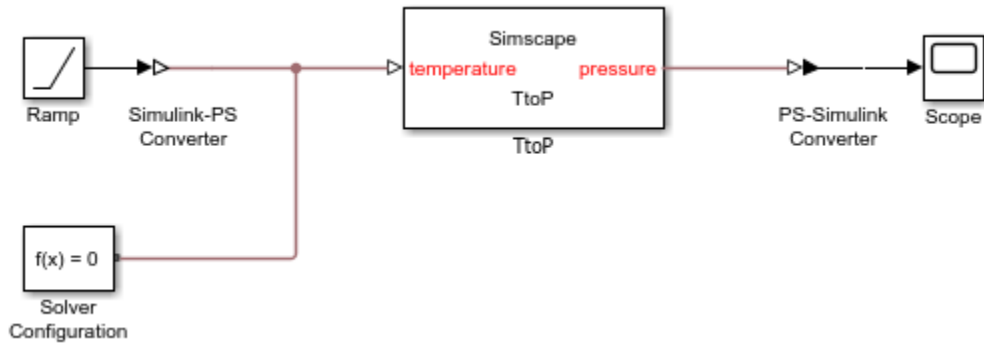 Simscape
temperature
pressure
TtoP
TtoP
Ramp
Simulink-PS
Converter
PS-Simulink
Converter
Scope
f(x) = 0
Solver
Configuration